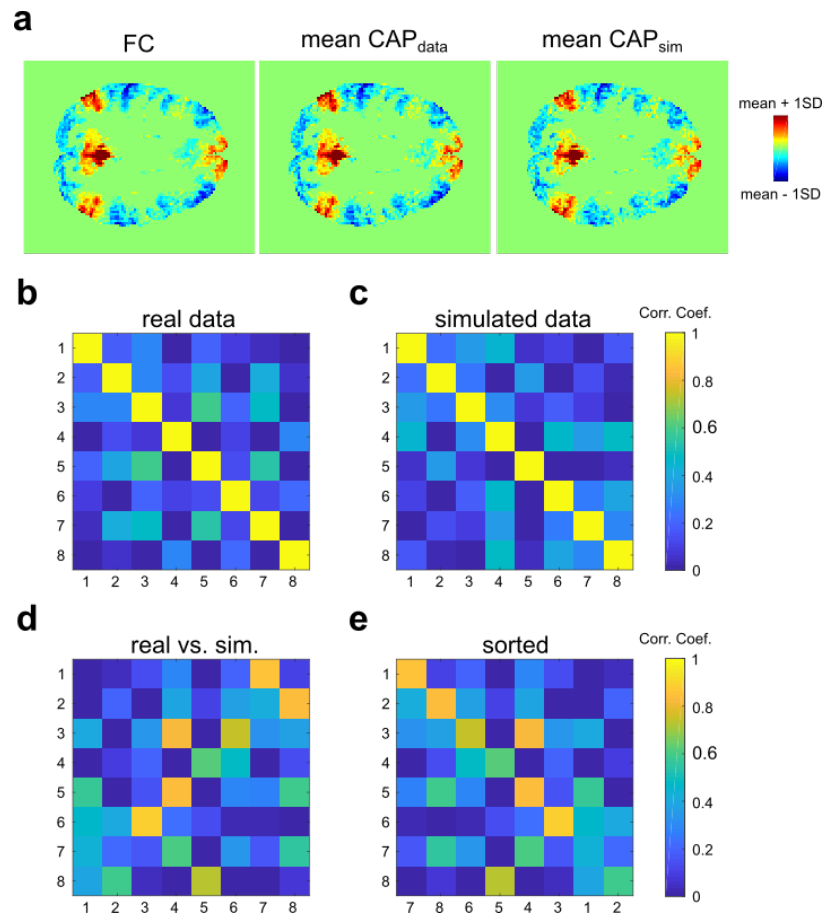 a
FC
mean CAPdata
mean CAPsim
mean + 1SD
mean - 1SD
b
real data
1
2
3
4
5
6
7
8
1 2 3 4 5 6 7 8
c
simulated data
1
2
3
4
5
6
7
8
1 2 3 4 5 6 7 8
Corr. Coef.
1
0.8
0.6
0.4
0.2
0
d
real vs. sim.
1
2
3
4
5
6
7
8
1 2 3 4 5 6 7 8
e
sorted
1
2
3
4
5
6
7
8
7 8 6 5 4 3 1 2
Corr. Coef.
1
0.8
0.6
0.4
0.2
0